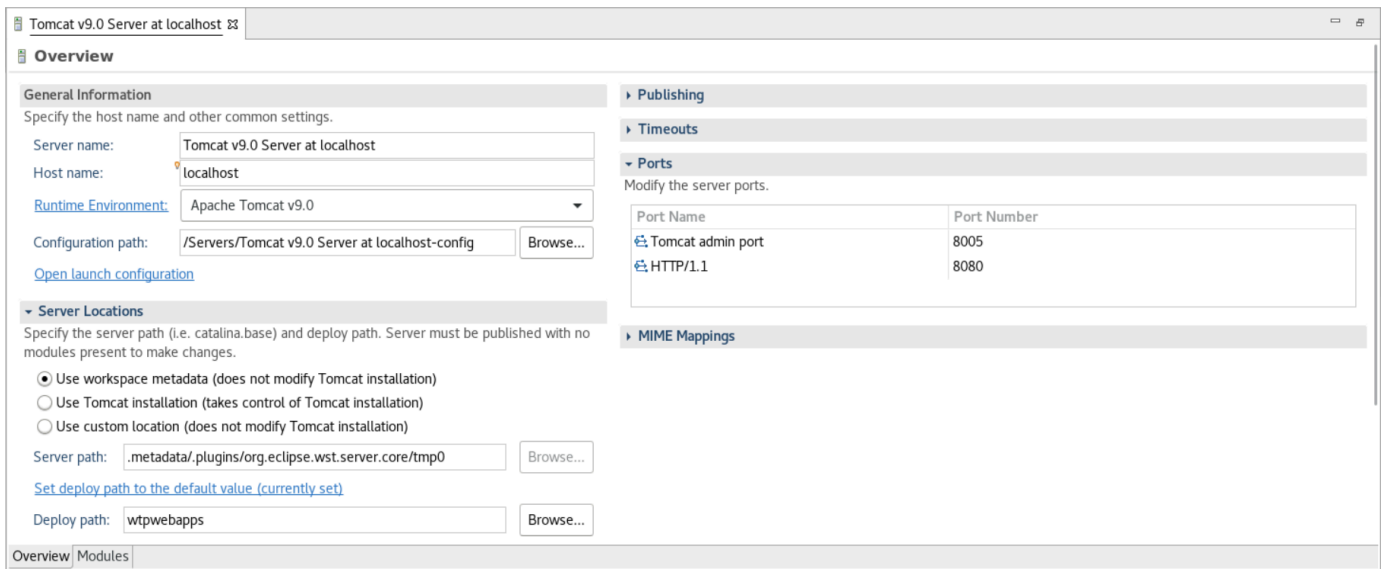 Tomcat v9.0 Server at localhost
Overview
General Information
Specify the host name and other common settings.
Server name: Tomcat v9.0 Server at localhost
Host name: localhost
Runtime Environment: Apache Tomcat v9.0
Configuration path: /Servers/Tomcat v9.0 Server at localhost-config Browse...
Open launch configuration
Server Locations
Specify the server path (i.e. catalina.base) and deploy path. Server must be published with no
modules present to make changes.
Use workspace metadata (does not modify Tomcat installation)
Use Tomcat installation (takes control of Tomcat installation)
Use custom location (does not modify Tomcat installation)
Server path: .metadata/.plugins/org.eclipse.wst.server.core/tmp0 Browse...
Set deploy path to the default value (currently set)
Deploy path: wtpwebapps Browse...
Publishing
Timeouts
Ports
Modify the server ports.
Port Name Port Number
Tomcat admin port 8005
HTTP/1.1 8080
MIME Mappings
Overview Modules